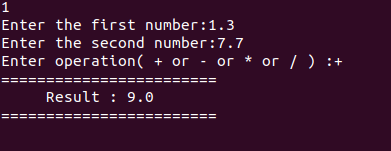 1
Enter the first number:1.3
Enter the second number:7.7
Enter operation( + or - or * or / ) :+
========================
     Result : 9.0
========================